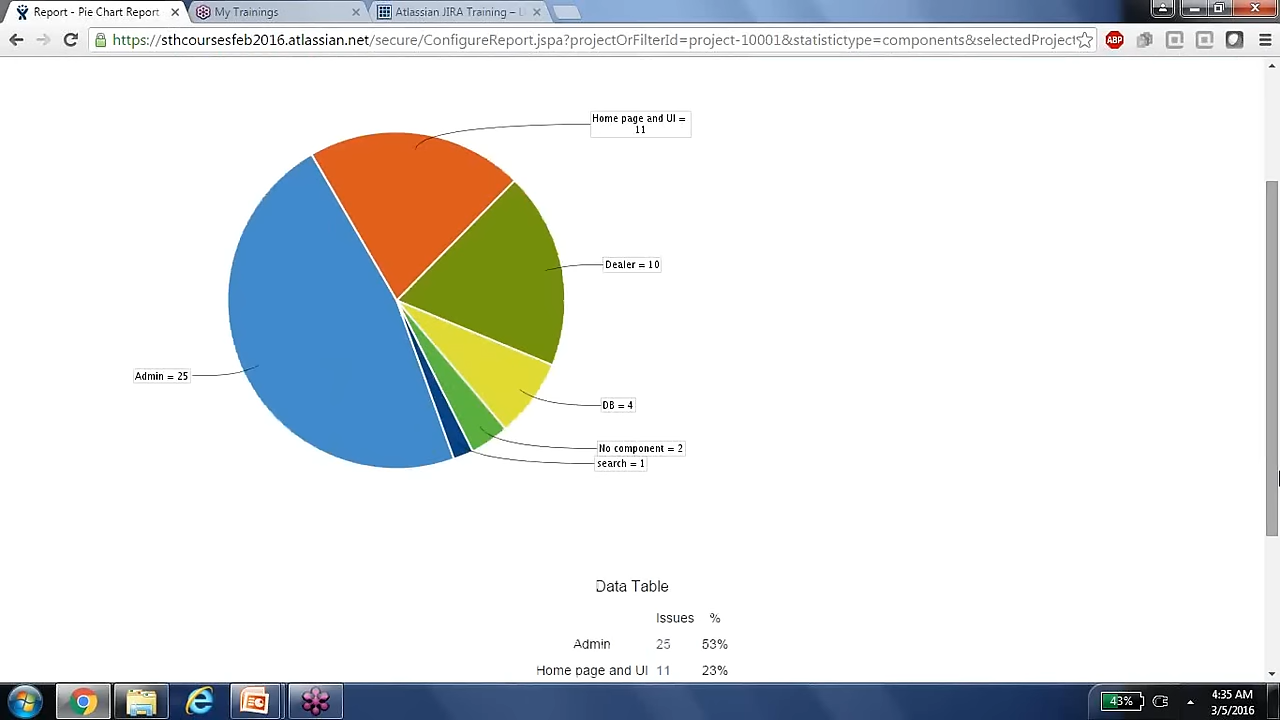 Report - Pie Chart Report
My Trainings
Atlassian JIRA Training –
https://sthcoursesfeb2016.atlassian.net/secure/ConfigureReport.jspa?projectOrFilterId=project-10001&statistictype=components&selectedProject
ABP
Home page and UI =
11
Dealer = 10
Admin = 25
DB = 4
No component = 2
search = 1
Data Table
Issues %
Admin 25 53%
Home page and UI 11 23%
43%
4:35 AM
3/5/2016